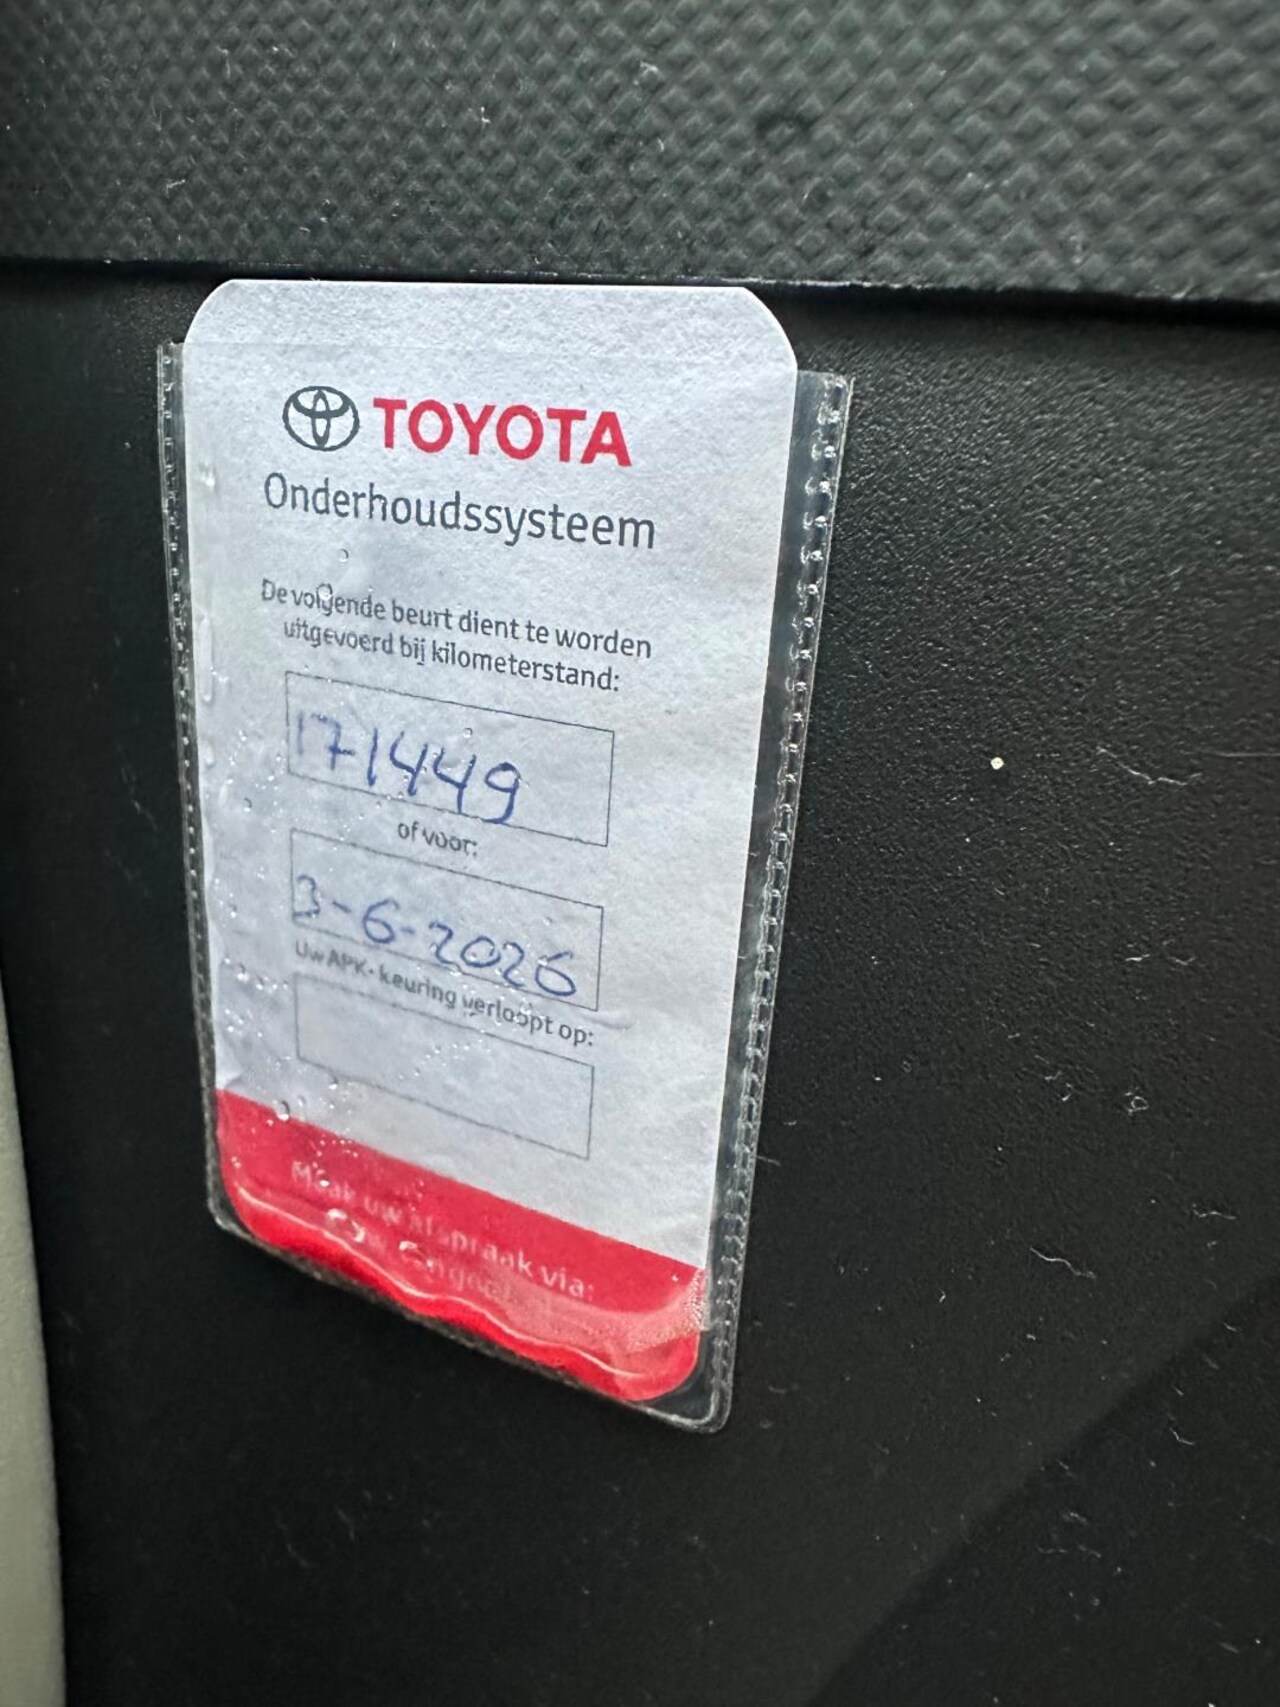 TOYOTA
Onderhoudssysteem
De volgende beurt dient te worden
uitgevoerd bij kilometerstand:
171449
of voor:
3-6-2026
Uw APK-keuring verloopt op:
Maak uw afspraak via: